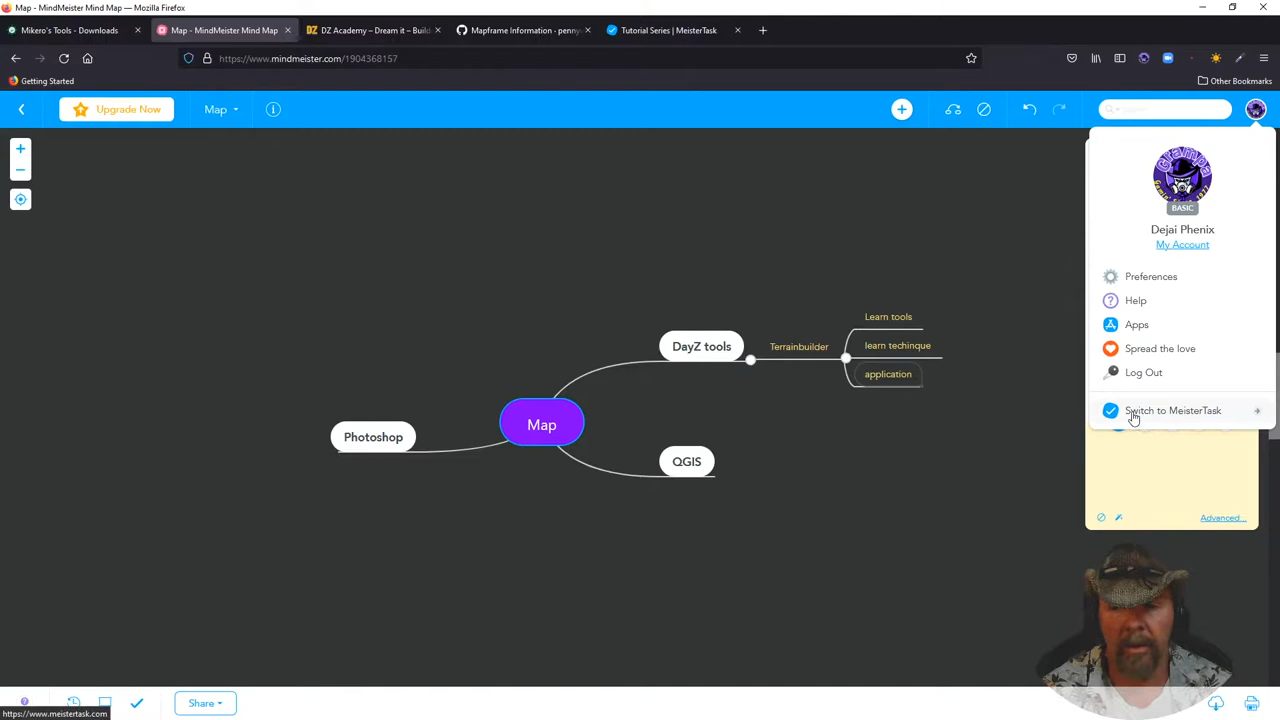 Map - MindMeister Mind Map — Mozilla Firefox
Mikero's Tools - Downloads
Map - MindMeister Mind Map
DZ Academy – Dream it – Build
Mapframe Information - penny
Tutorial Series | MeisterTask
https://www.mindmeister.com/1904368157
Getting Started
Other Bookmarks
Upgrade Now
Map
Grampa
BASIC
Dejai Phenix
My Account
Preferences
Help
Apps
Spread the love
Log Out
Switch to MeisterTask
Learn tools
DayZ tools
Terrainbuilder
learn techinque
application
Map
Photoshop
QGIS
Advanced...
Share
https://www.meistertask.com